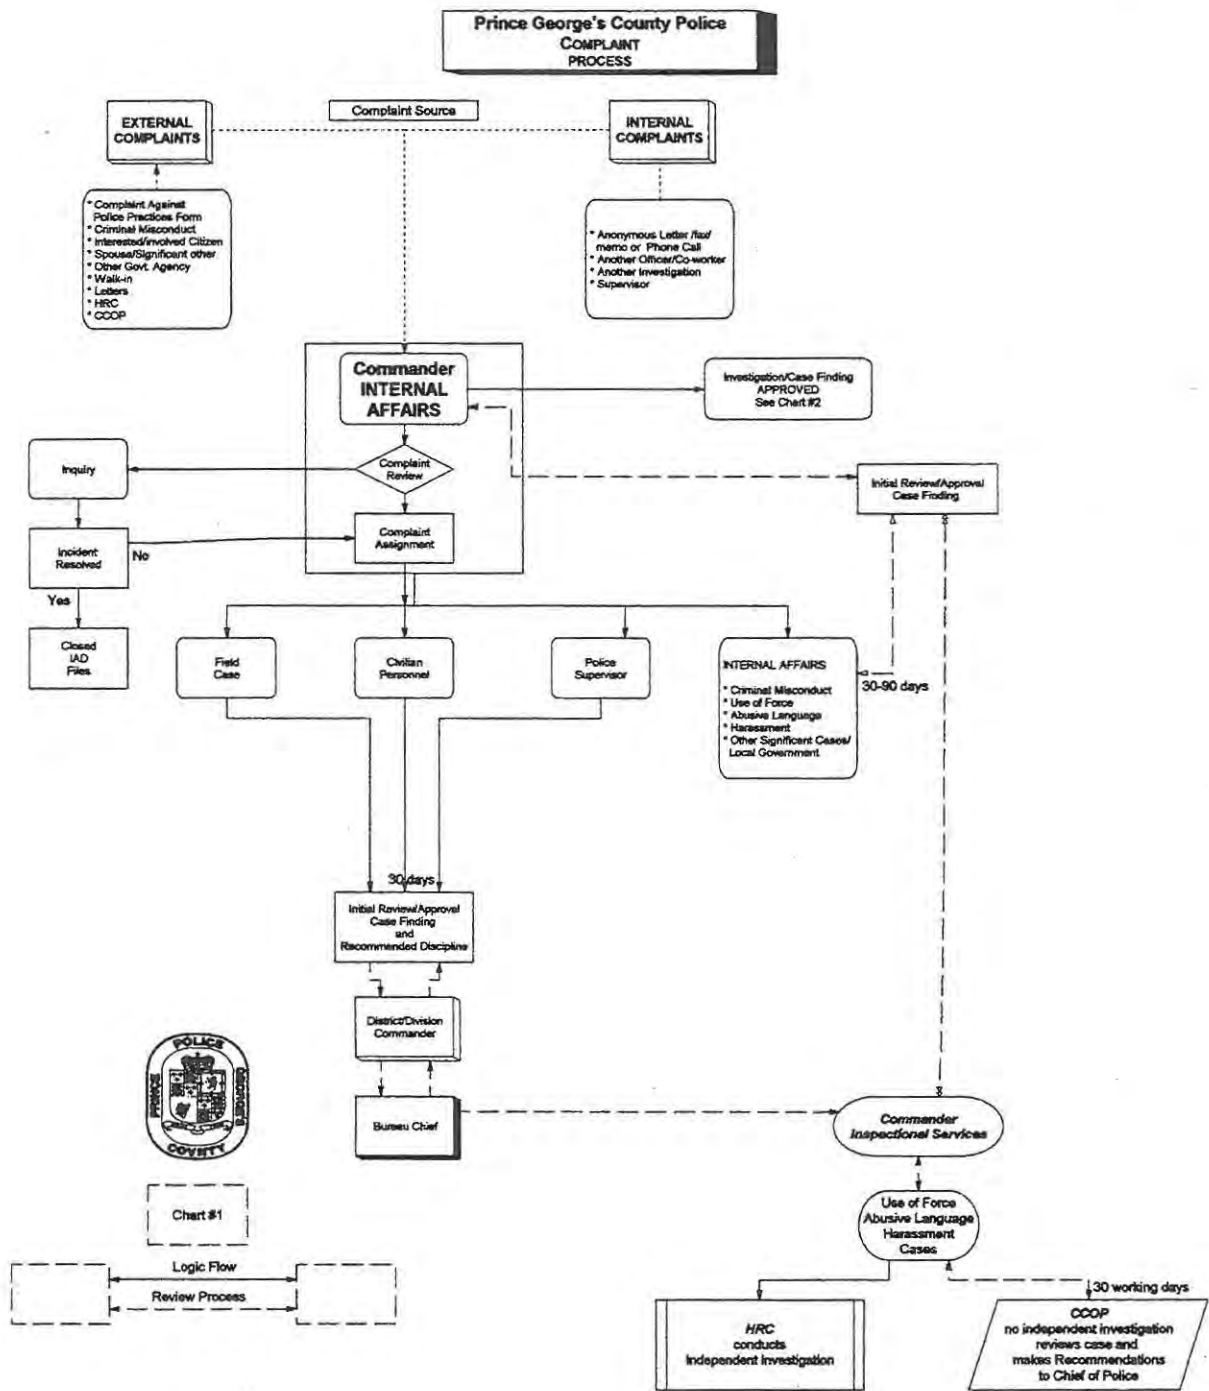 Prince George's County Police
COMPLAINT
PROCESS
Complaint Source
EXTERNAL
COMPLAINTS
INTERNAL
COMPLAINTS
* Complaint Against
Police Practices Form
* Criminal Misconduct
* Interested/involved Citizen
* Spouse/Significant other
* Other Govt. Agency
* Walk-in
* Letters
* HRC
* CCOP
* Anonymous Letter /fax/
memo or Phone Call
* Another Officer/Co-worker
* Another Investigation
* Supervisor
Commander
INTERNAL
AFFAIRS
Investigation/Case Finding
APPROVED
See Chart #2
Complaint
Review
Inquiry
Initial Review/Approval
Case Finding
Complaint
Assignment
Incident
Resolved
No
Yes
Closed
IAD
Files
Field
Case
Civilian
Personnel
Police
Supervisor
INTERNAL AFFAIRS
* Criminal Misconduct
* Use of Force
* Abusive Language
* Harassment
* Other Significant Cases/
Local Government
30-90 days
30 days
Initial Review/Approval
Case Finding
and
Recommended Discipline
District/Division
Commander
Bureau Chief
Commander
Inspectional Services
POLICE
PRINCE
GEORGE'S
COUNTY
Chart #1
Logic Flow
Review Process
Use of Force
Abusive Language
Harassment
Cases
30 working days
HRC
conducts
Independent Investigation
CCOP
no independent investigation
reviews case and
makes Recommendations
to Chief of Police